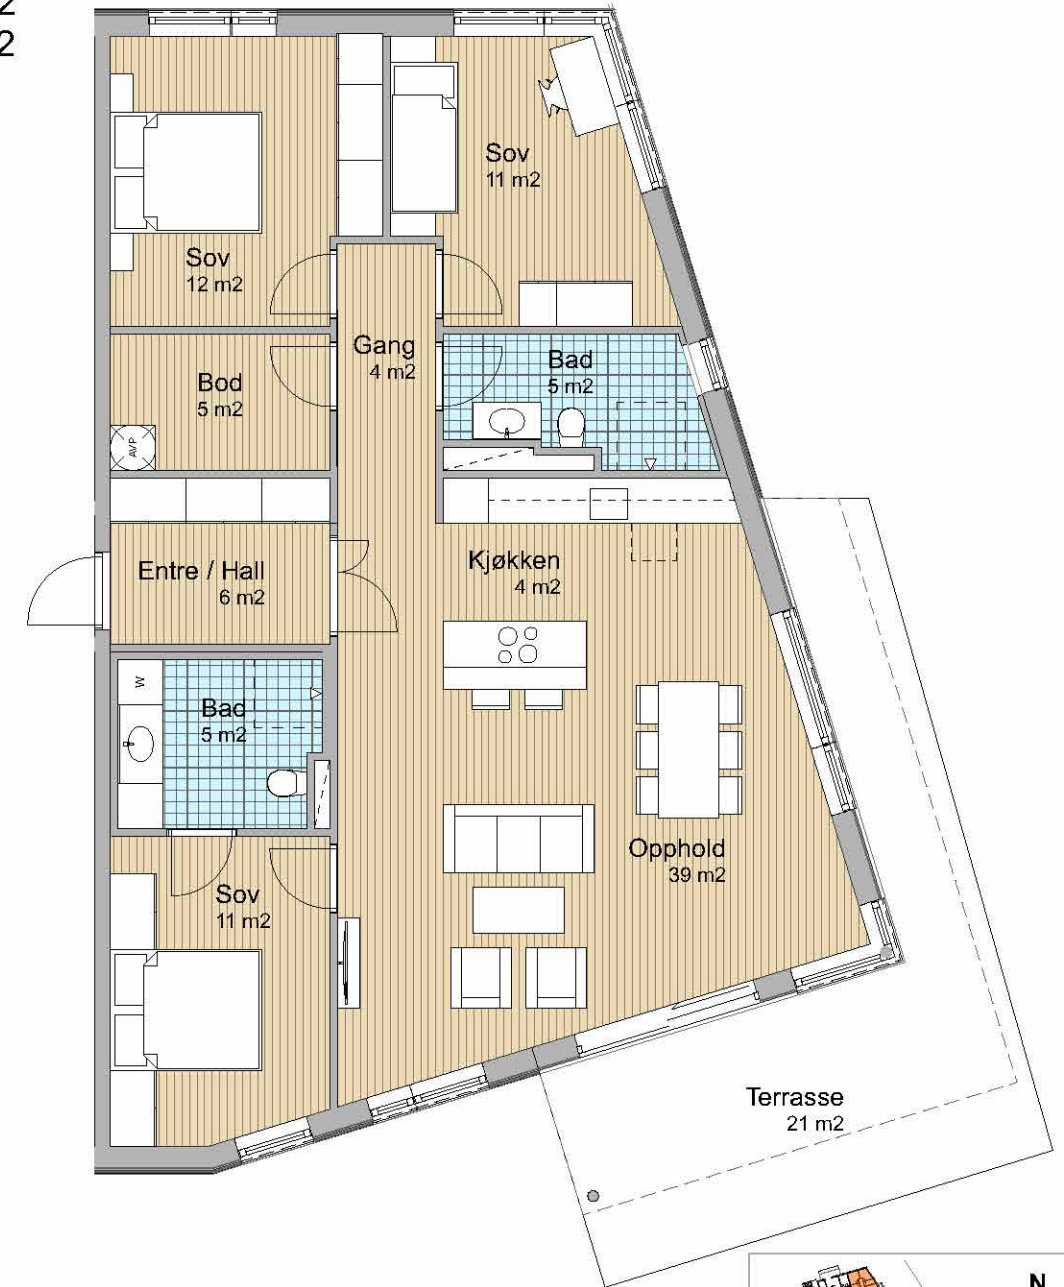 2
2
Sov
11 m2
Sov
12 m2
Gang
4 m2
Bad
5 m2
Bod
5 m2
AVP
Entre / Hall
6 m2
Kjøkken
4 m2
W
Bad
5 m2
Opphold
39 m2
Sov
11 m2
Terrasse
21 m2
N